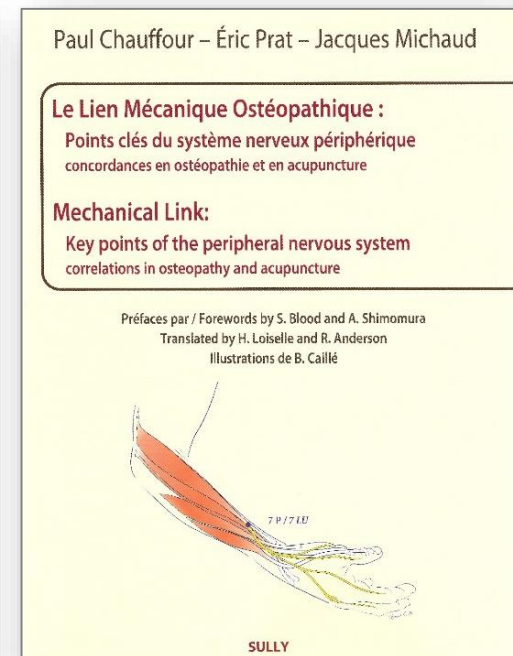 Paul Chauffour – Éric Prat – Jacques Michaud
Le Lien Mécanique Ostéopathique :
Points clés du système nerveux périphérique
concordances en ostéopathie et en acupuncture
Mechanical Link:
Key points of the peripheral nervous system
correlations in osteopathy and acupuncture
Préfaces par / Forewords by S. Blood and A. Shimomura
Translated by H. Loiselle and R. Anderson
Illustrations de B. Caillé
7 P / 7 LU
SULLY